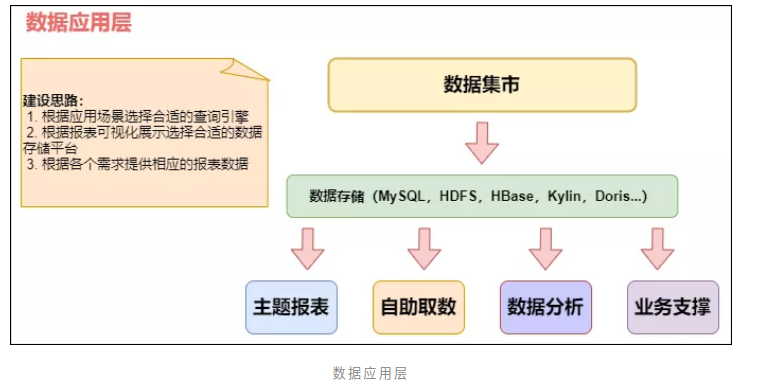 数据应用层
建设思路：
1. 根据应用场景选择合适的查询引擎
2. 根据报表可视化展示选择合适的数据
存储平台
3. 根据各个需求提供相应的报表数据
数据集市
数据存储（MySQL，HDFS，HBase，Kylin，Doris...）
主题报表
自助取数
数据分析
业务支撑
数据应用层